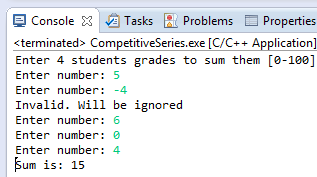 Console Tasks Problems Properties
<terminated> CompetitiveSeries.exe [C/C++ Application]
Enter 4 students grades to sum them [0-100]
Enter number: 5
Enter number: -4
Invalid. Will be ignored
Enter number: 6
Enter number: 0
Enter number: 4
Sum is: 15